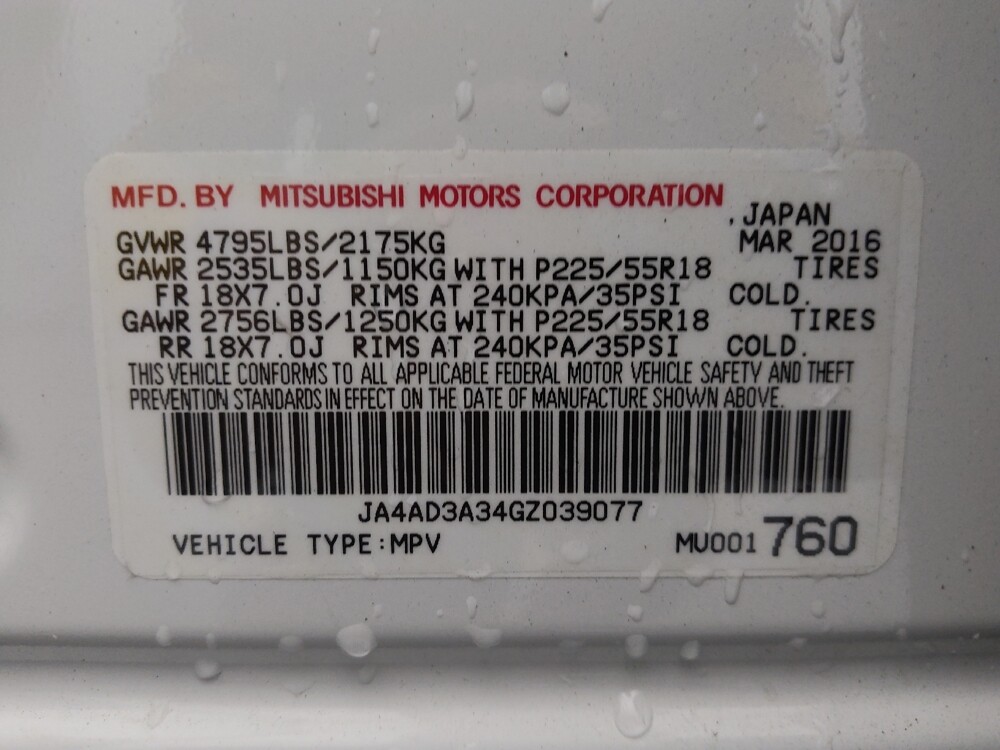 MFD. BY MITSUBISHI MOTORS CORPORATION
, JAPAN
GVWR 4795LBS/2175KG MAR 2016
GAWR 2535LBS/1150KG WITH P225/55R18 TIRES
FR 18X7.0J RIMS AT 240KPA/35PSI COLD.
GAWR 2756LBS/1250KG WITH P225/55R18 TIRES
RR 18X7.0J RIMS AT 240KPA/35PSI COLD.
THIS VEHICLE CONFORMS TO ALL APPLICABLE FEDERAL MOTOR VEHICLE SAFETY AND THEFT
PREVENTION STANDARDS IN EFFECT ON THE DATE OF MANUFACTURE SHOWN ABOVE.
JA4AD3A34GZ039077
VEHICLE TYPE:MPV MU001 760